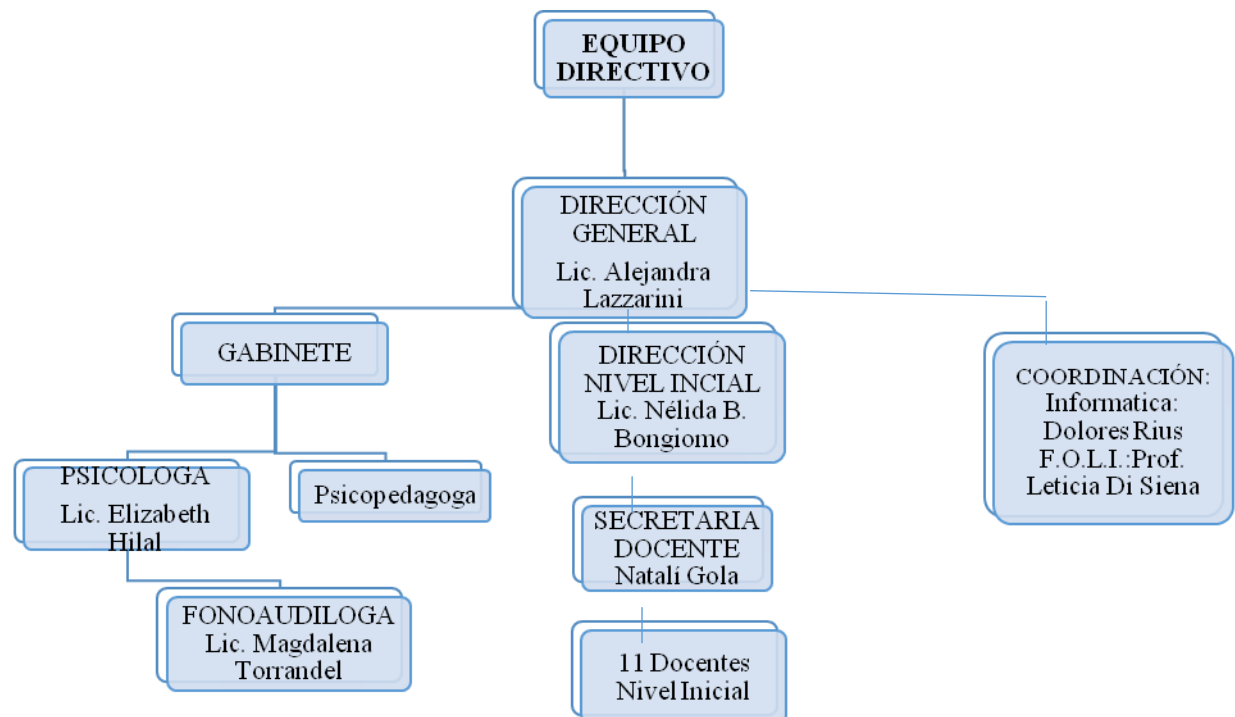 EQUIPO
DIRECTIVO
DIRECCIÓN
GENERAL
Lic. Alejandra
Lazzarini
GABINETE
DIRECCIÓN
NIVEL INCIAL
Lic. Nélida B.
Bongiomo
COORDINACIÓN:
Informatica:
Dolores Rius
F.O.L.I.:Prof.
Leticia Di Siena
PSICOLOGA
Lic. Elizabeth
Hilal
Psicopedagoga
SECRETARIA
DOCENTE
Natalí Gola
FONOAUDILOGA
Lic. Magdalena
Torrandel
11 Docentes
Nivel Inicial